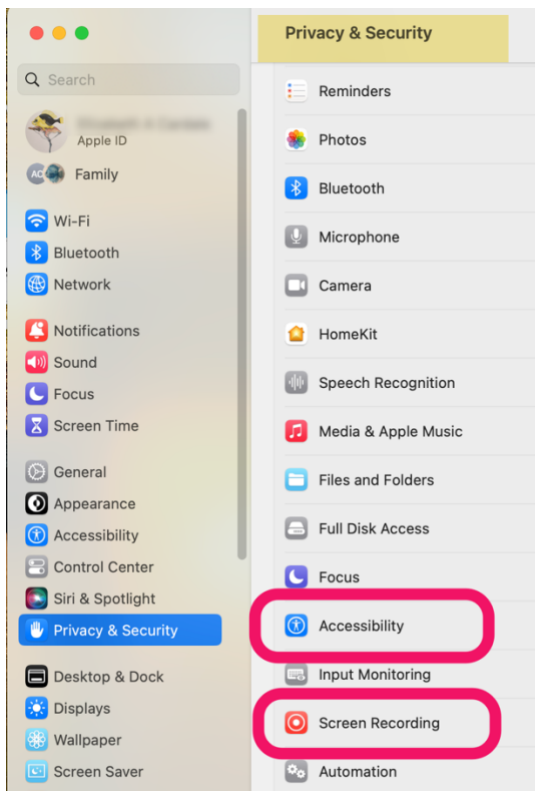 Search
Apple ID
AC
Family
Wi-Fi
Bluetooth
Network
Notifications
Sound
Focus
Screen Time
General
Appearance
Accessibility
Control Center
Siri & Spotlight
Privacy & Security
Desktop & Dock
Displays
Wallpaper
Screen Saver
Privacy & Security
Reminders
Photos
Bluetooth
Microphone
Camera
HomeKit
Speech Recognition
Media & Apple Music
Files and Folders
Full Disk Access
Focus
Accessibility
Input Monitoring
Screen Recording
Automation